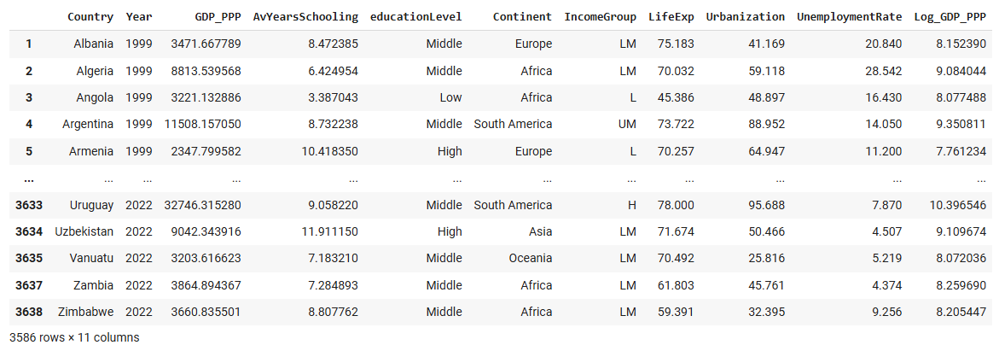 Country Year GDP_PPP AvYearsSchooling educationLevel Continent IncomeGroup LifeExp Urbanization UnemploymentRate Log_GDP_PPP
1 Albania 1999 3471.667789 8.472385 Middle Europe LM 75.183 41.169 20.840 8.152390
2 Algeria 1999 8813.539568 6.424954 Middle Africa LM 70.032 59.118 28.542 9.084044
3 Angola 1999 3221.132886 3.387043 Low Africa L 45.386 48.897 16.430 8.077488
4 Argentina 1999 11508.157050 8.732238 Middle South America UM 73.722 88.952 14.050 9.350811
5 Armenia 1999 2347.799582 10.418350 High Europe L 70.257 64.947 11.200 7.761234
... ... ... ... ... ... ... ... ... ... ... ...
3633 Uruguay 2022 32746.315280 9.058220 Middle South America H 78.000 95.688 7.870 10.396546
3634 Uzbekistan 2022 9042.343916 11.911150 High Asia LM 71.674 50.466 4.507 9.109674
3635 Vanuatu 2022 3203.616623 7.183210 Middle Oceania LM 70.492 25.816 5.219 8.072036
3637 Zambia 2022 3864.894367 7.284893 Middle Africa LM 61.803 45.761 4.374 8.259690
3638 Zimbabwe 2022 3660.835501 8.807762 Middle Africa LM 59.391 32.395 9.256 8.205447
3586 rows × 11 columns